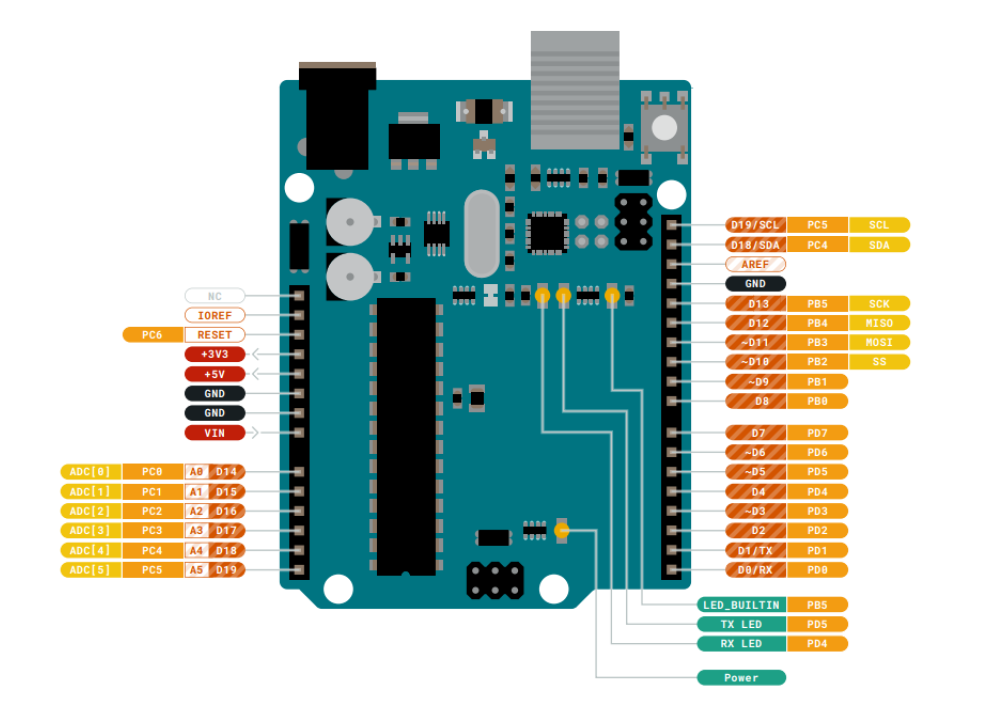 NC
IOREF
PC6 RESET
+3V3
+5V
GND
GND
VIN
ADC[0] PC0 A0 D14
ADC[1] PC1 A1 D15
ADC[2] PC2 A2 D16
ADC[3] PC3 A3 D17
ADC[4] PC4 A4 D18
ADC[5] PC5 A5 D19
D19/SCL PC5 SCL
D18/SDA PC4 SDA
AREF
GND
D13 PB5 SCK
D12 PB4 MISO
~D11 PB3 MOSI
~D10 PB2 SS
~D9 PB1
D8 PB0
D7 PD7
~D6 PD6
~D5 PD5
D4 PD4
~D3 PD3
D2 PD2
D1/TX PD1
D0/RX PD0
LED_BUILTIN PB5
TX LED PD5
RX LED PD4
Power